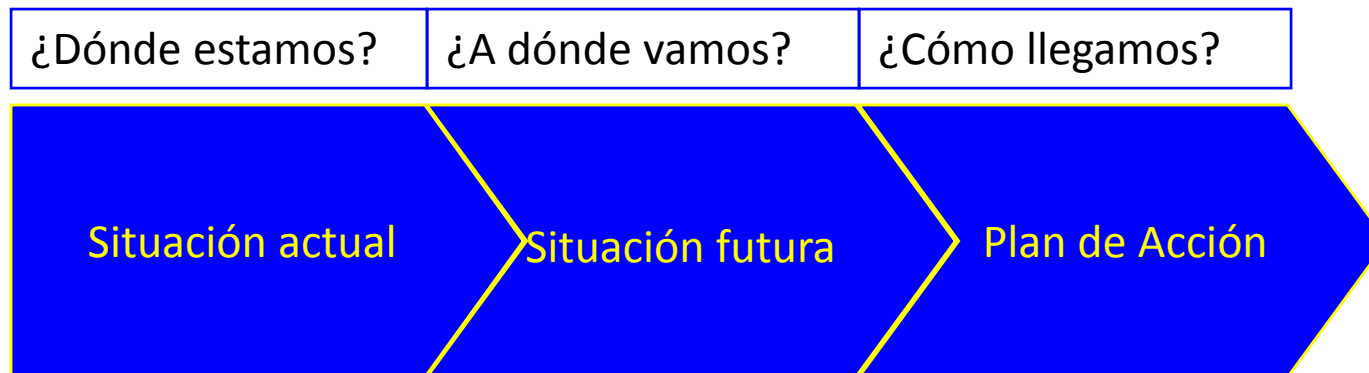 ¿Dónde estamos?
¿A dónde vamos?
¿Cómo llegamos?
Situación actual
Situación futura
Plan de Acción